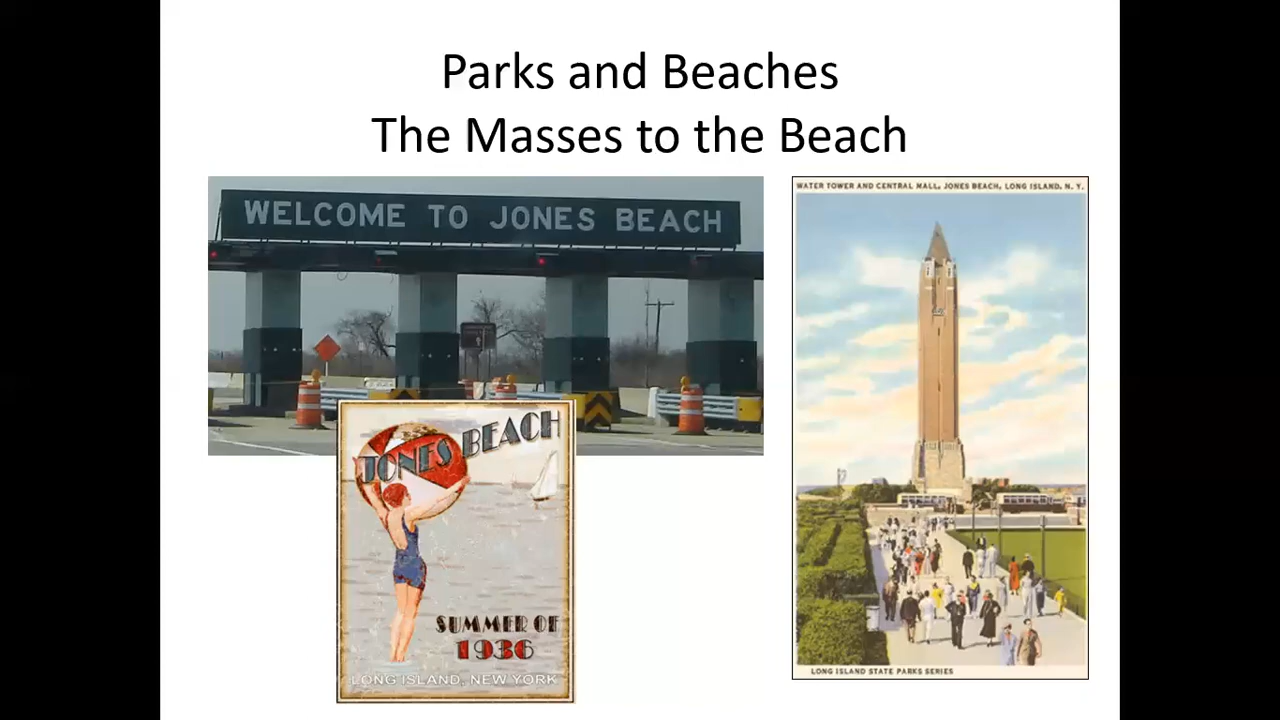 Parks and Beaches
The Masses to the Beach
WELCOME TO JONES BEACH
WATER TOWER AND CENTRAL MALL, JONES BEACH, LONG ISLAND, N. Y.
JONES BEACH
SUMMER OF
1936
LONG ISLAND, NEW YORK
LONG ISLAND STATE PARKS SERIES